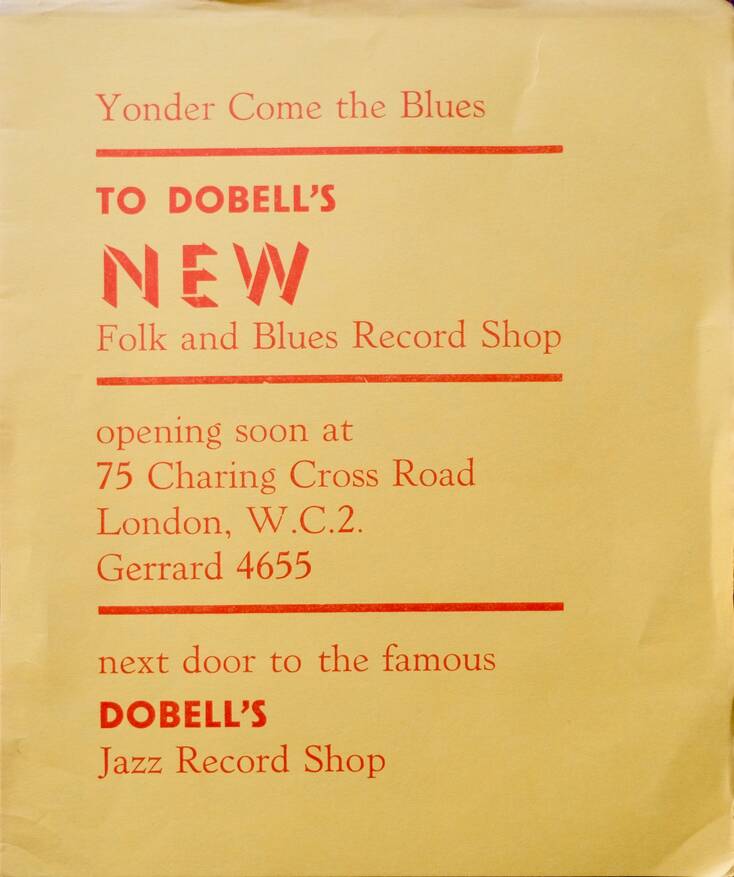 Yonder Come the Blues
TO DOBELL'S
NEW
Folk and Blues Record Shop
opening soon at
75 Charing Cross Road
London, W.C.2.
Gerrard 4655
next door to the famous
DOBELL'S
Jazz Record Shop